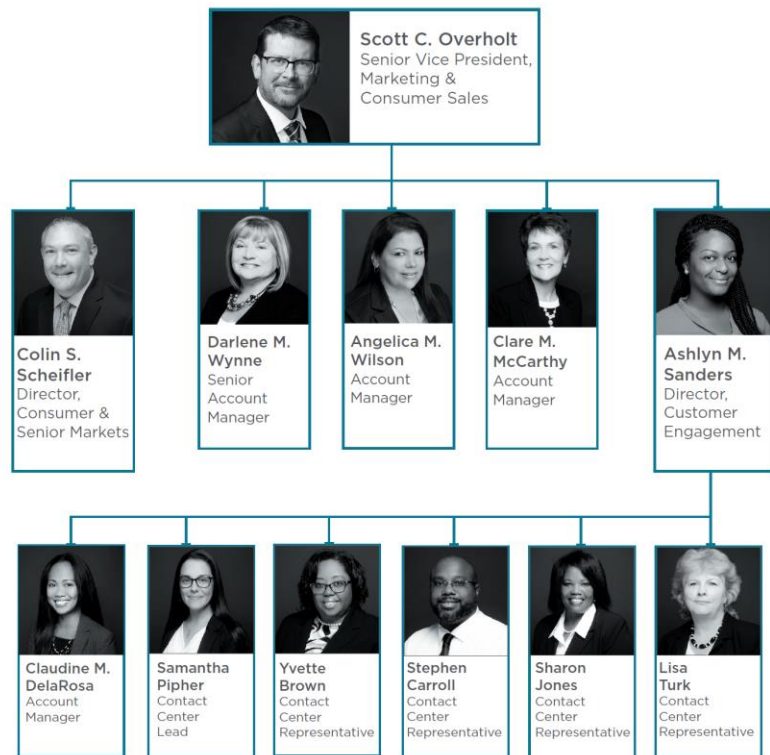 Scott C. Overholt
Senior Vice President,
Marketing &
Consumer Sales
Colin S.
Scheifler
Director,
Consumer &
Senior Markets
Darlene M.
Wynne
Senior
Account
Manager
Angelica M.
Wilson
Account
Manager
Clare M.
McCarthy
Account
Manager
Ashlyn M.
Sanders
Director,
Customer
Engagement
Claudine M.
DelaRosa
Account
Manager
Samantha
Pipher
Contact
Center
Lead
Yvette
Brown
Contact
Center
Representative
Stephen
Carroll
Contact
Center
Representative
Sharon
Jones
Contact
Center
Representative
Lisa
Turk
Contact
Center
Representative